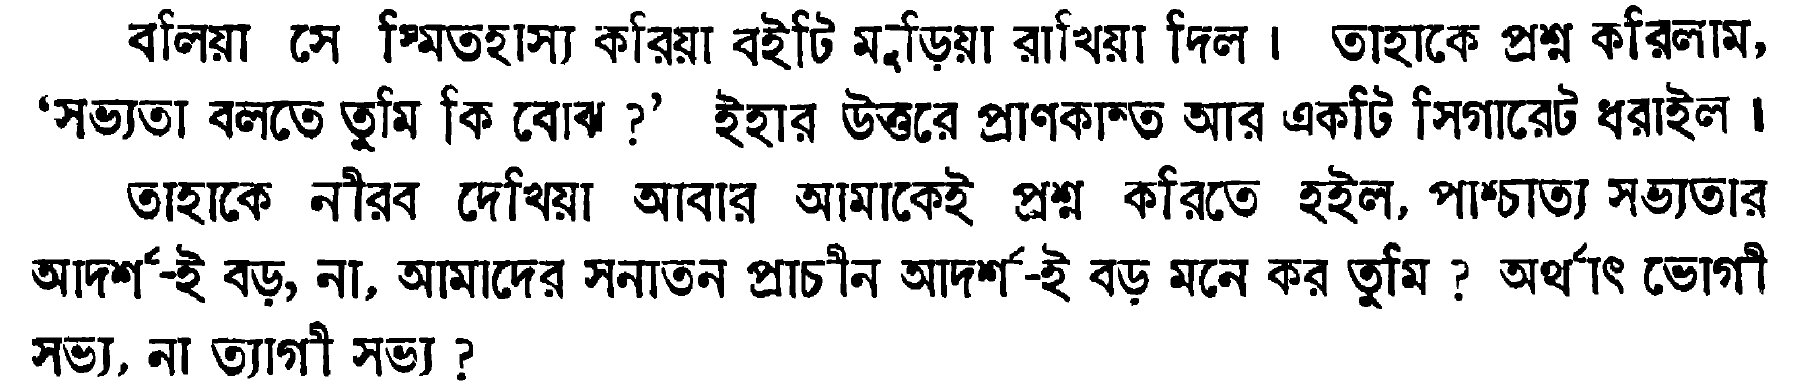 বলিয়া সে স্মিতহাস্য করিয়া বইটি মুড়িয়া রাখিয়া দিল। তাহাকে প্রশ্ন করিলাম,
‘সভ্যতা বলতে তুমি কি বোঝ ?’ ইহার উত্তরে প্রাণকান্ত আর একটি সিগারেট ধরাইল।
তাহাকে নীরব দেখিয়া আবার আমাকেই প্রশ্ন করিতে হইল, পাশ্চাত্য সভ্যতার
আদর্শ-ই বড়, না, আমাদের সনাতন প্রাচীন আদর্শ-ই বড় মনে কর তুমি ? অর্থাৎ ভোগী
সভ্য, না ত্যাগী সভ্য ?